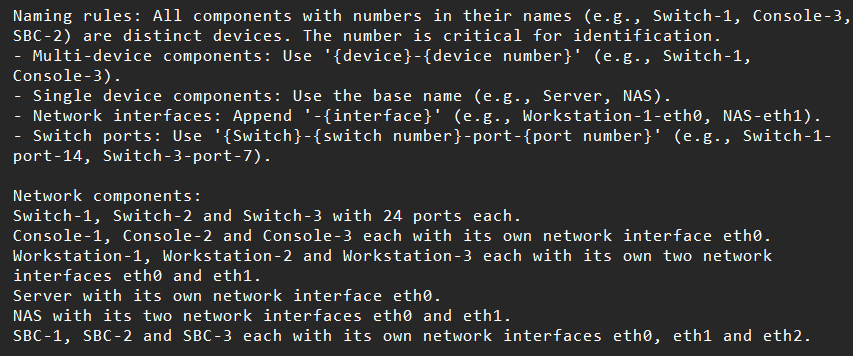 Naming rules: All components with numbers in their names (e.g., Switch-1, Console-3,
SBC-2) are distinct devices. The number is critical for identification.
- Multi-device components: Use '{device}-{device number}' (e.g., Switch-1,
Console-3).
- Single device components: Use the base name (e.g., Server, NAS).
- Network interfaces: Append '-{interface}' (e.g., Workstation-1-eth0, NAS-eth1).
- Switch ports: Use '{Switch}-{switch number}-port-{port number}' (e.g., Switch-1-
port-14, Switch-3-port-7).

Network components:
Switch-1, Switch-2 and Switch-3 with 24 ports each.
Console-1, Console-2 and Console-3 each with its own network interface eth0.
Workstation-1, Workstation-2 and Workstation-3 each with its own two network
interfaces eth0 and eth1.
Server with its own network interface eth0.
NAS with its two network interfaces eth0 and eth1.
SBC-1, SBC-2 and SBC-3 each with its own network interfaces eth0, eth1 and eth2.